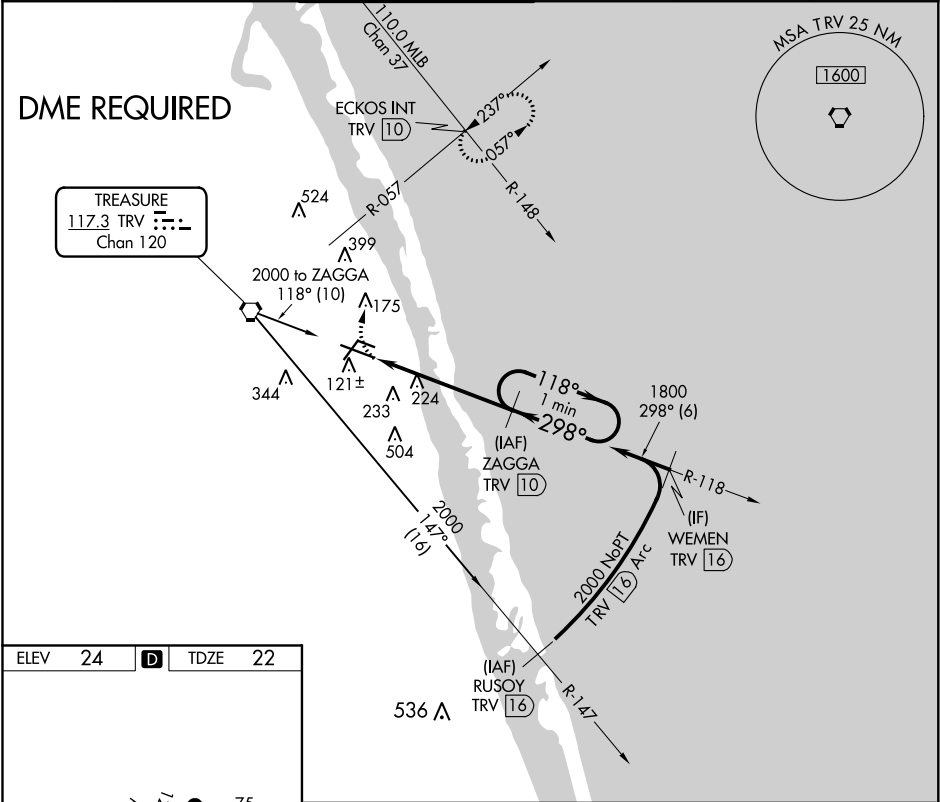 MSA TRV 25 NM
1600
110.0 MLB
Chan 37
DME REQUIRED
ECKOS INT
TRV 10
237°
057°
R-057
R-148
TREASURE
117.3 TRV
Chan 120
524
399
2000 to ZAGGA
118° (10)
175
121±
344
233
224
504
118°
1 min
298°
1800
298° (6)
(IAF)
ZAGGA
TRV 10
R-118
(IF)
WEMEN
TRV 16
2000
147°
(16)
2000 NoPT
TRV 16 Arc
(IAF)
RUSOY
TRV 16
R-147
536
ELEV 24 D TDZE 22
75